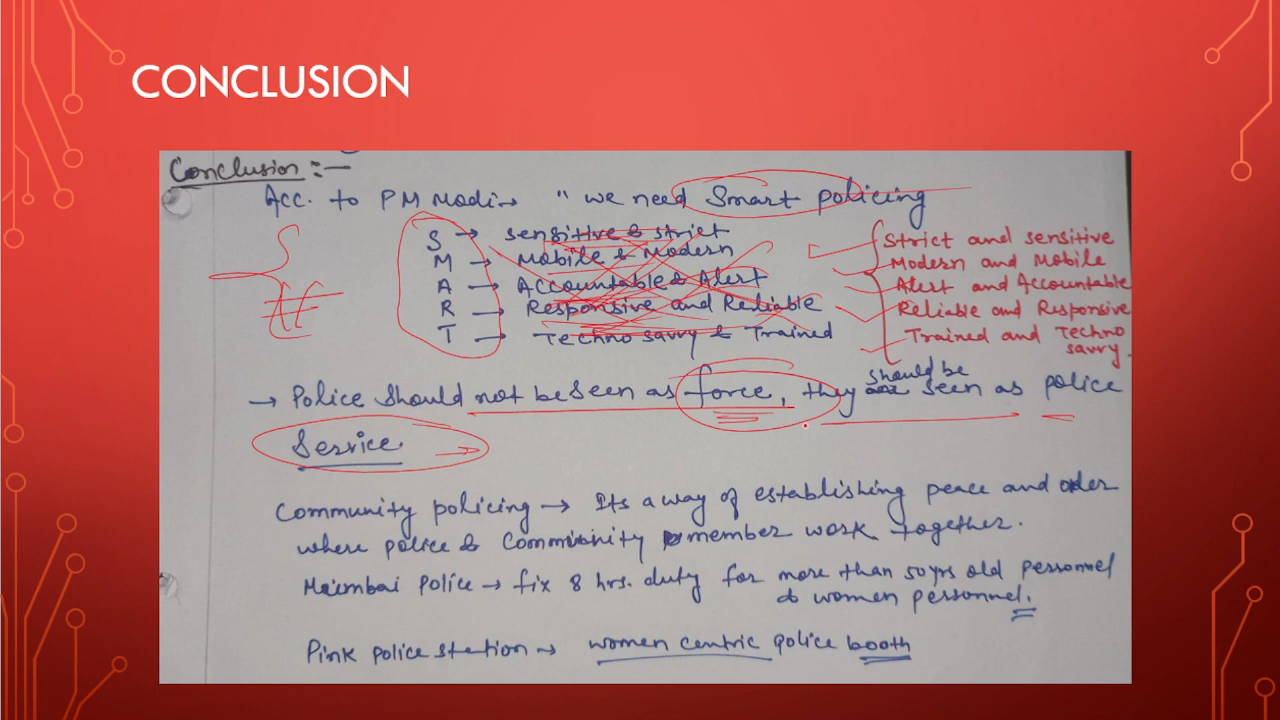 CONCLUSION
Conclusion :—
Acc. to PM Modi → " we need Smart policing
S → sensitive & strict
M → Mobile & Modern
A → Accountable & Alert
R → Responsive and Reliable
T → Techno savvy & Trained
Strict and sensitive
Modern and Mobile
Alert and Accountable
Reliable and Responsive
Trained and Techno
savvy.
→ Police should not be seen as force, they should be seen as police
Service
Community policing → Its a way of establishing peace and order
where police & Community member work together.
Mumbai Police → fix 8 hrs. duty for more than 50 yrs old personnel
& women personnel.
Pink police station → women centric police booth